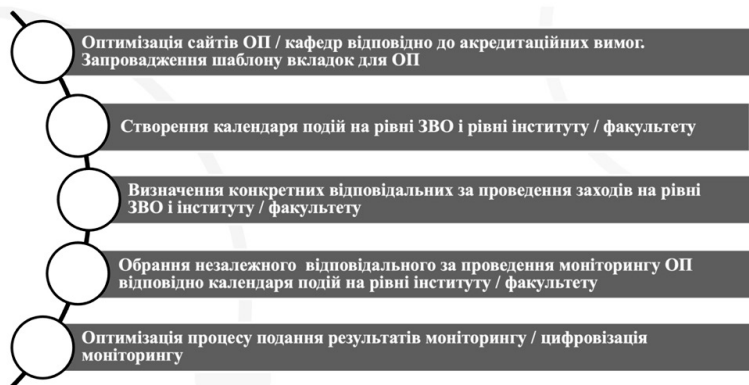 Оптимізація сайтів ОП / кафедр відповідно до акредитаційних вимог.
Запровадження шаблону вкладок для ОП
Створення календаря подій на рівні ЗВО і рівні інституту / факультету
Визначення конкретних відповідальних за проведення заходів на рівні
ЗВО і інституту / факультету
Обрання незалежного відповідального за проведення моніторингу ОП
відповідно календаря подій на рівні інституту / факультету
Оптимізація процесу подання результатів моніторингу / цифровізація
моніторингу